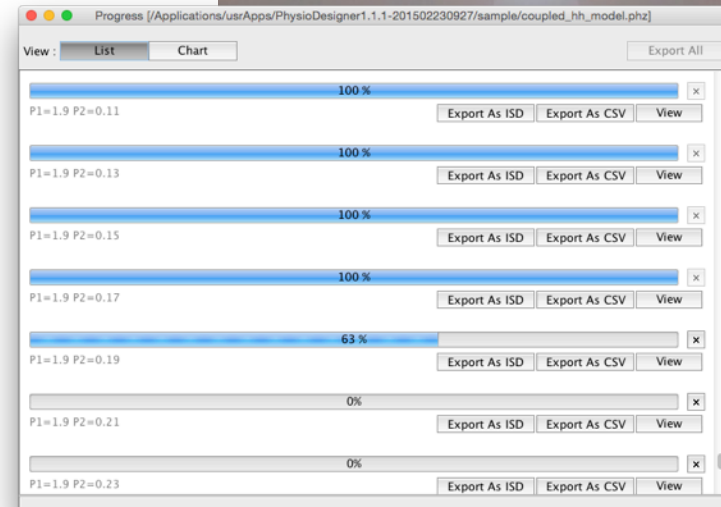 Progress [/Applications/usrApps/PhysioDesigner1.1.1-201502230927/sample/coupled_hh_model.phz]
View : List Chart Export All
100 % ×
P1=1.9 P2=0.11 Export As ISD Export As CSV View
100 % ×
P1=1.9 P2=0.13 Export As ISD Export As CSV View
100 % ×
P1=1.9 P2=0.15 Export As ISD Export As CSV View
100 % ×
P1=1.9 P2=0.17 Export As ISD Export As CSV View
63 % ×
P1=1.9 P2=0.19 Export As ISD Export As CSV View
0% ×
P1=1.9 P2=0.21 Export As ISD Export As CSV View
0% ×
P1=1.9 P2=0.23 Export As ISD Export As CSV View